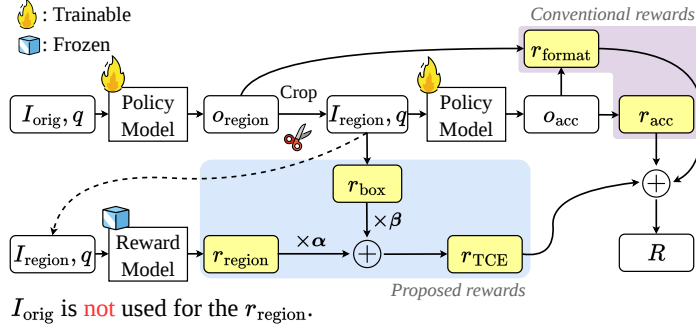 : Trainable
: Frozen
Conventional rewards
I_orig, q
Policy Model
o_region
Crop
I_region, q
Policy Model
o_acc
r_format
r_acc
r_box
×β
I_region, q
Reward Model
r_region
×α
+
r_TCE
+
R
Proposed rewards
I_orig is not used for the r_region.